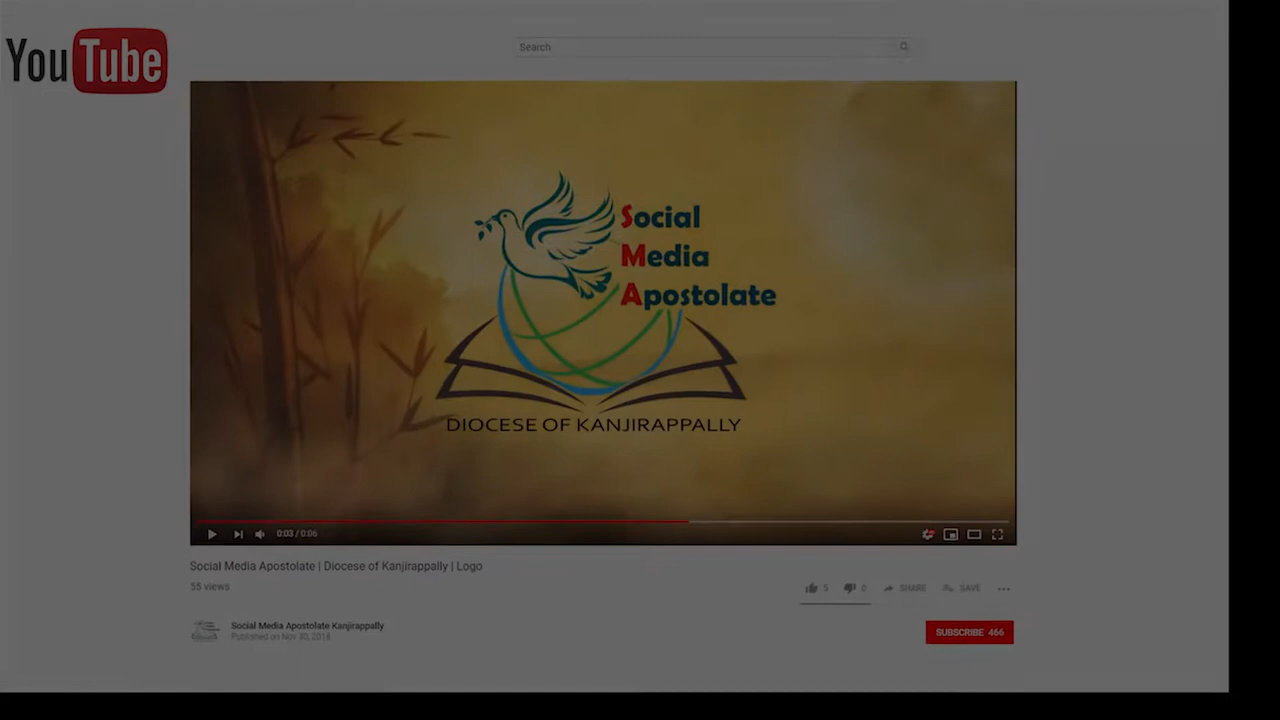 YouTube
Search
Social
Media
Apostolate
DIOCESE OF KANJIRAPPALLY
0:03 / 0:06
Social Media Apostolate | Diocese of Kanjirappally | Logo
55 views
5 0 SHARE SAVE
Social Media Apostolate Kanjirappally
Published on Nov 30, 2018
SUBSCRIBE 466